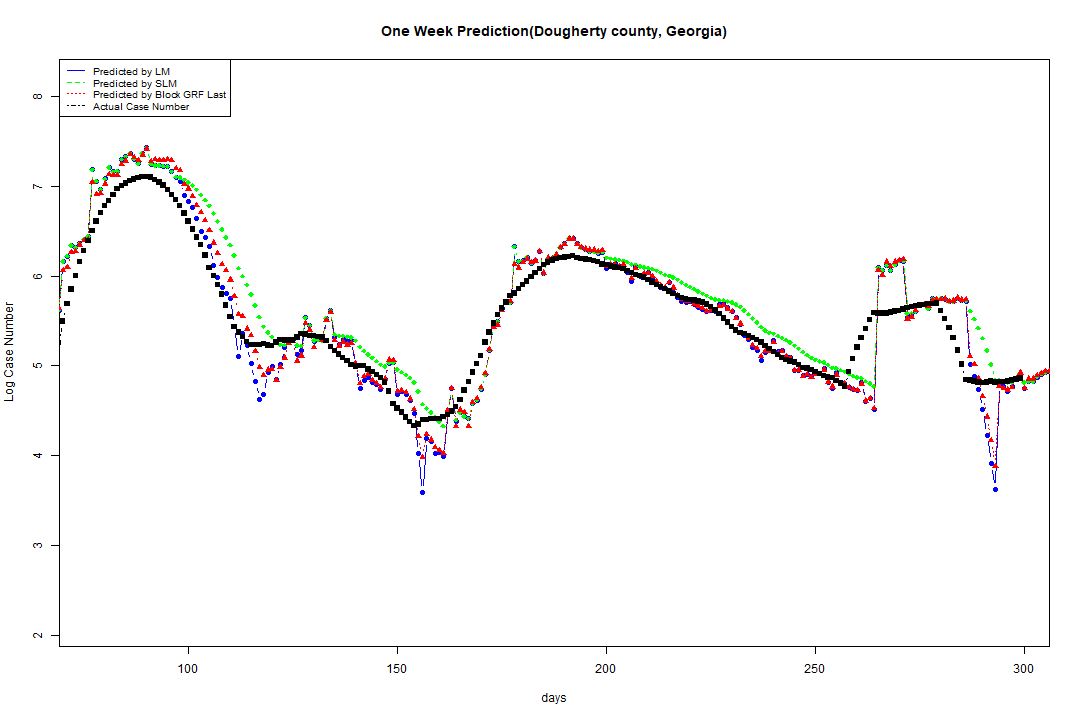 One Week Prediction(Dougherty county, Georgia)
Predicted by LM
Predicted by SLM
Predicted by Block GRF Last
Actual Case Number
8
7
6
5
4
3
2
Log Case Number
100 150 200 250 300
days